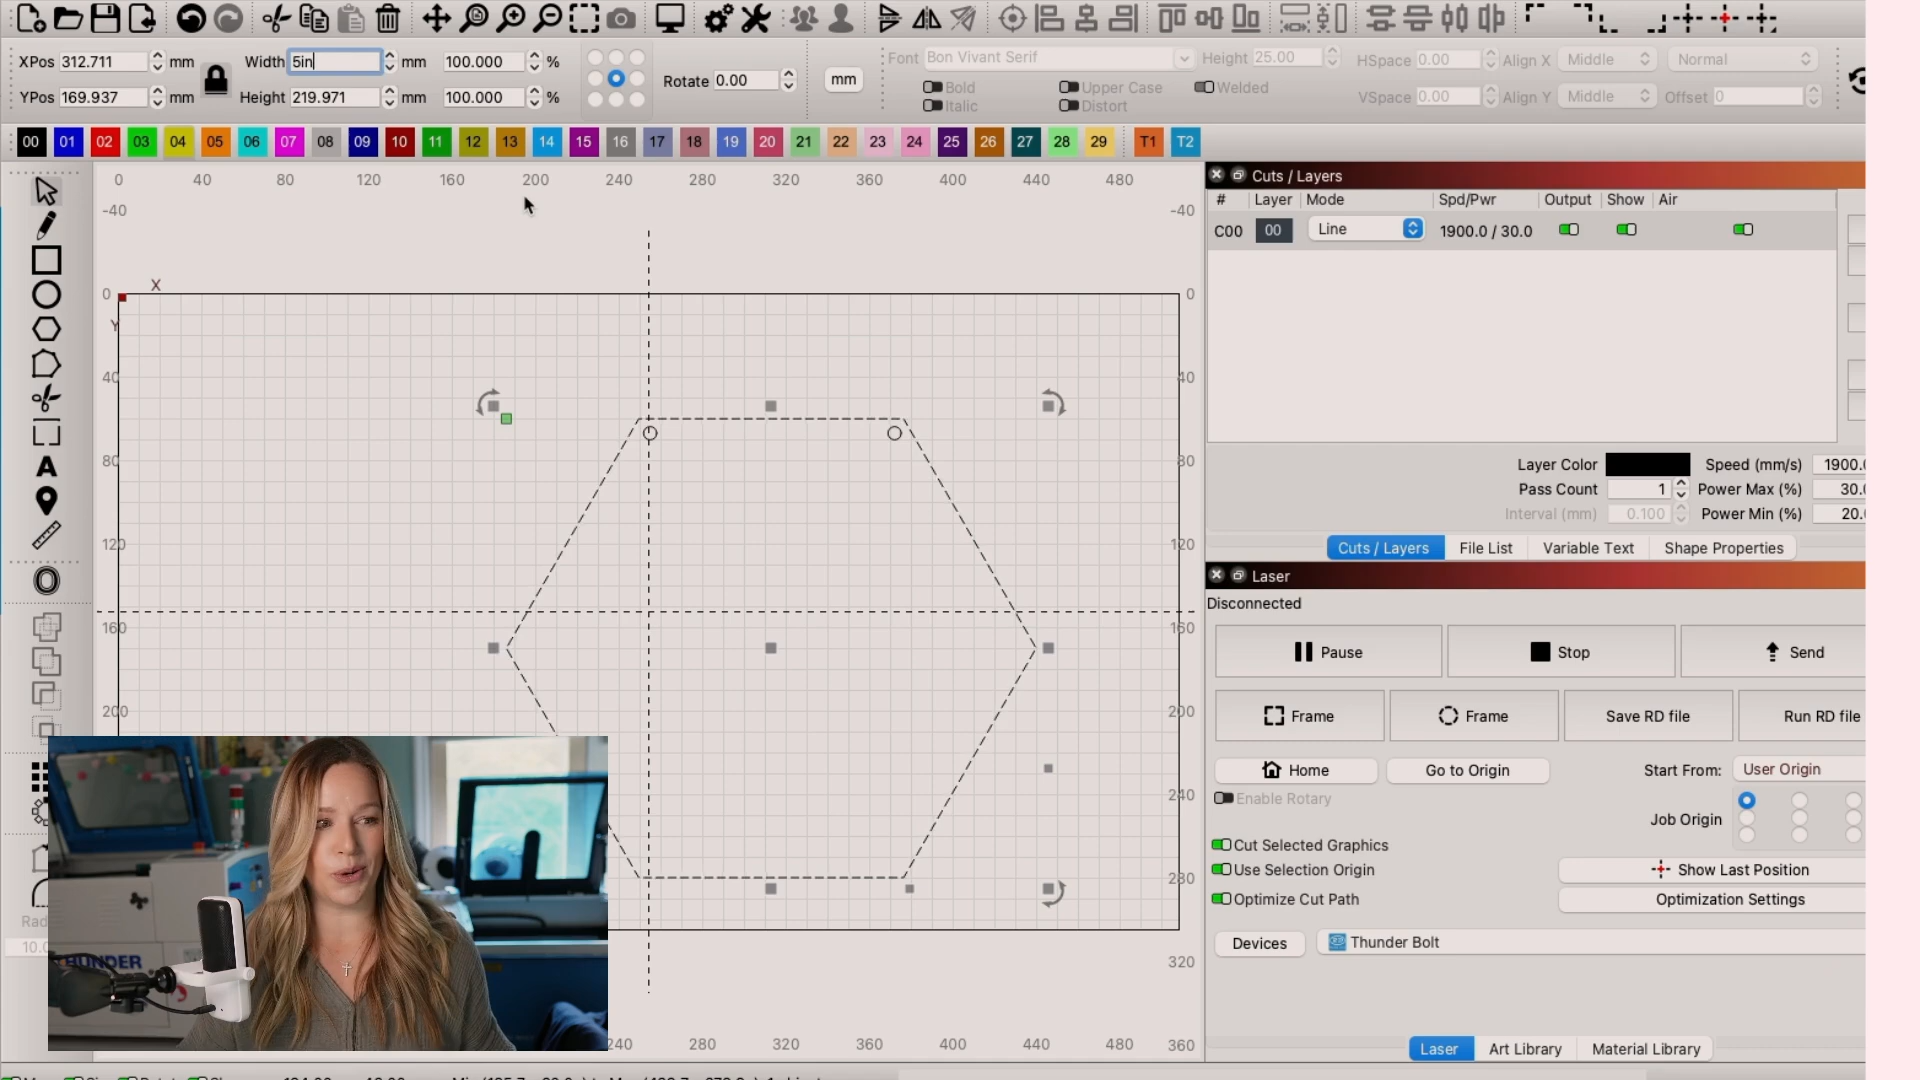 XPos 312.711 mm Width 5in mm 100.000 % Rotate 0.00 mm Font Bon Vivant Serif Height 25.00 HSpace 0.00 Align X Middle Normal
Bold Upper Case Welded
YPos 169.937 mm Height 219.971 mm 100.000 % Italic Distort VSpace 0.00 Align Y Middle Offset 0
00 01 02 03 04 05 06 07 08 09 10 11 12 13 14 15 16 17 18 19 20 21 22 23 24 25 26 27 28 29 T1 T2
0 40 80 120 160 200 240 280 320 360 400 440 480
-40 -40
X
0 0
Y
40 40
80 80
120 120
160 160
200 200
240
280
320
240 280 320 360 400 440 480 360
Cuts / Layers
# Layer Mode Spd/Pwr Output Show Air
C00 00 Line 1900.0 / 30.0
Layer Color Speed (mm/s) 1900.
Pass Count 1 Power Max (%) 30.
Interval (mm) 0.100 Power Min (%) 20.
Cuts / Layers File List Variable Text Shape Properties
Laser
Disconnected
Pause Stop Send
Frame Frame Save RD file Run RD file
Home Go to Origin Start From: User Origin
Enable Rotary
Job Origin
Cut Selected Graphics
Use Selection Origin Show Last Position
Optimize Cut Path Optimization Settings
Devices Thunder Bolt
Laser Art Library Material Library
A
Rad
10.